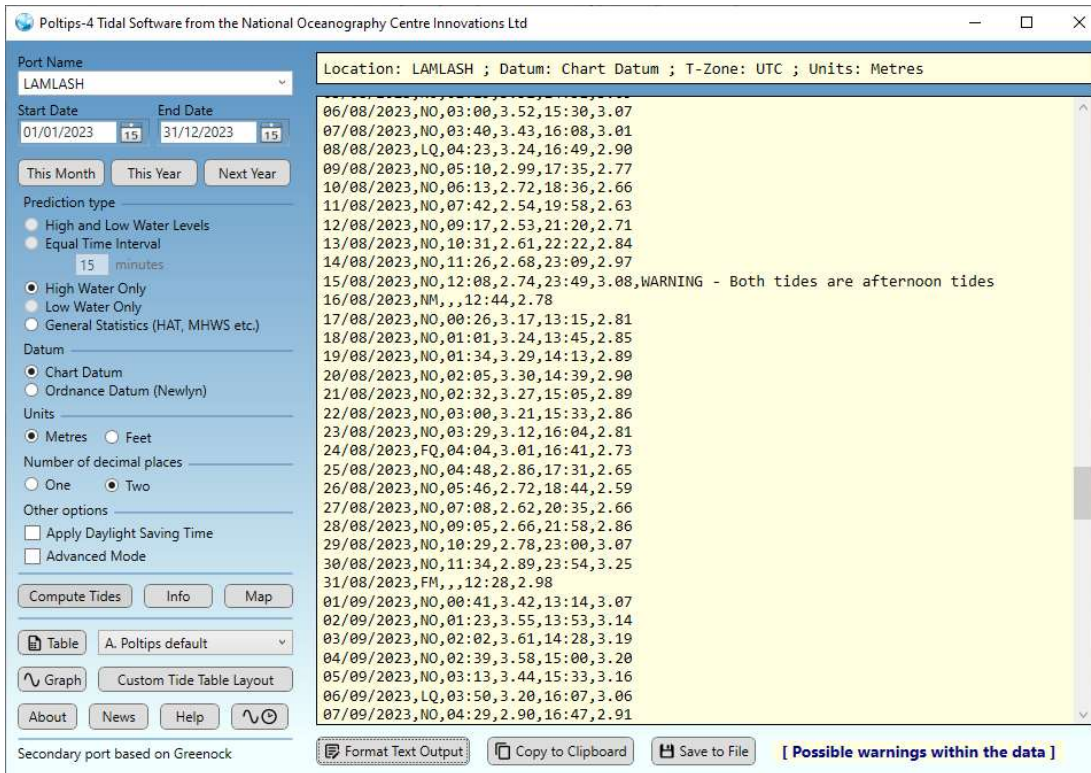 Poltips-4 Tidal Software from the National Oceanography Centre Innovations Ltd
Port Name
LAMLASH
Start Date End Date
01/01/2023 15 31/12/2023 15
This Month This Year Next Year
Prediction type
High and Low Water Levels
Equal Time Interval
15 minutes
High Water Only
Low Water Only
General Statistics (HAT, MHWS etc.)
Datum
Chart Datum
Ordnance Datum (Newlyn)
Units
Metres Feet
Number of decimal places
One Two
Other options
Apply Daylight Saving Time
Advanced Mode
Compute Tides Info Map
Table A. Poltips default
Graph Custom Tide Table Layout
About News Help
Secondary port based on Greenock
Location: LAMLASH ; Datum: Chart Datum ; T-Zone: UTC ; Units: Metres
06/08/2023,NO,03:00,3.52,15:30,3.07
07/08/2023,NO,03:40,3.43,16:08,3.01
08/08/2023,LQ,04:23,3.24,16:49,2.90
09/08/2023,NO,05:10,2.99,17:35,2.77
10/08/2023,NO,06:13,2.72,18:36,2.66
11/08/2023,NO,07:42,2.54,19:58,2.63
12/08/2023,NO,09:17,2.53,21:20,2.71
13/08/2023,NO,10:31,2.61,22:22,2.84
14/08/2023,NO,11:26,2.68,23:09,2.97
15/08/2023,NO,12:08,2.74,23:49,3.08,WARNING - Both tides are afternoon tides
16/08/2023,NM,,,12:44,2.78
17/08/2023,NO,00:26,3.17,13:15,2.81
18/08/2023,NO,01:01,3.24,13:45,2.85
19/08/2023,NO,01:34,3.29,14:13,2.89
20/08/2023,NO,02:05,3.30,14:39,2.90
21/08/2023,NO,02:32,3.27,15:05,2.89
22/08/2023,NO,03:00,3.21,15:33,2.86
23/08/2023,NO,03:29,3.12,16:04,2.81
24/08/2023,FQ,04:04,3.01,16:41,2.73
25/08/2023,NO,04:48,2.86,17:31,2.65
26/08/2023,NO,05:46,2.72,18:44,2.59
27/08/2023,NO,07:08,2.62,20:35,2.66
28/08/2023,NO,09:05,2.66,21:58,2.86
29/08/2023,NO,10:29,2.78,23:00,3.07
30/08/2023,NO,11:34,2.89,23:54,3.25
31/08/2023,FM,,,12:28,2.98
01/09/2023,NO,00:41,3.42,13:14,3.07
02/09/2023,NO,01:23,3.55,13:53,3.14
03/09/2023,NO,02:02,3.61,14:28,3.19
04/09/2023,NO,02:39,3.58,15:00,3.20
05/09/2023,NO,03:13,3.44,15:33,3.16
06/09/2023,LQ,03:50,3.20,16:07,3.06
07/09/2023,NO,04:29,2.90,16:47,2.91
Format Text Output Copy to Clipboard Save to File [ Possible warnings within the data ]